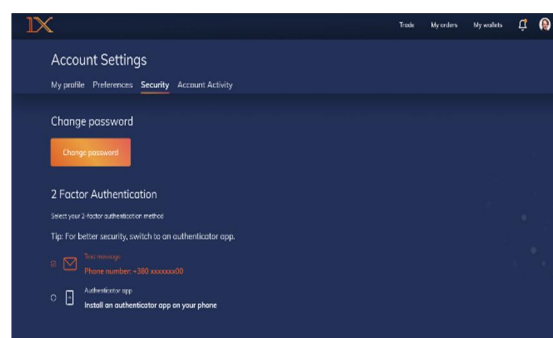 IX
Trade My orders My wallets
Account Settings
My profile Preferences Security Account Activity
Change password
Change password
2 Factor Authentication
Select your 2-factor authentication method
Tip: For better security, switch to an authenticator app.
Text message
Phone number: +380 xxxxxxx00
Authenticator app
Install an authenticator app on your phone